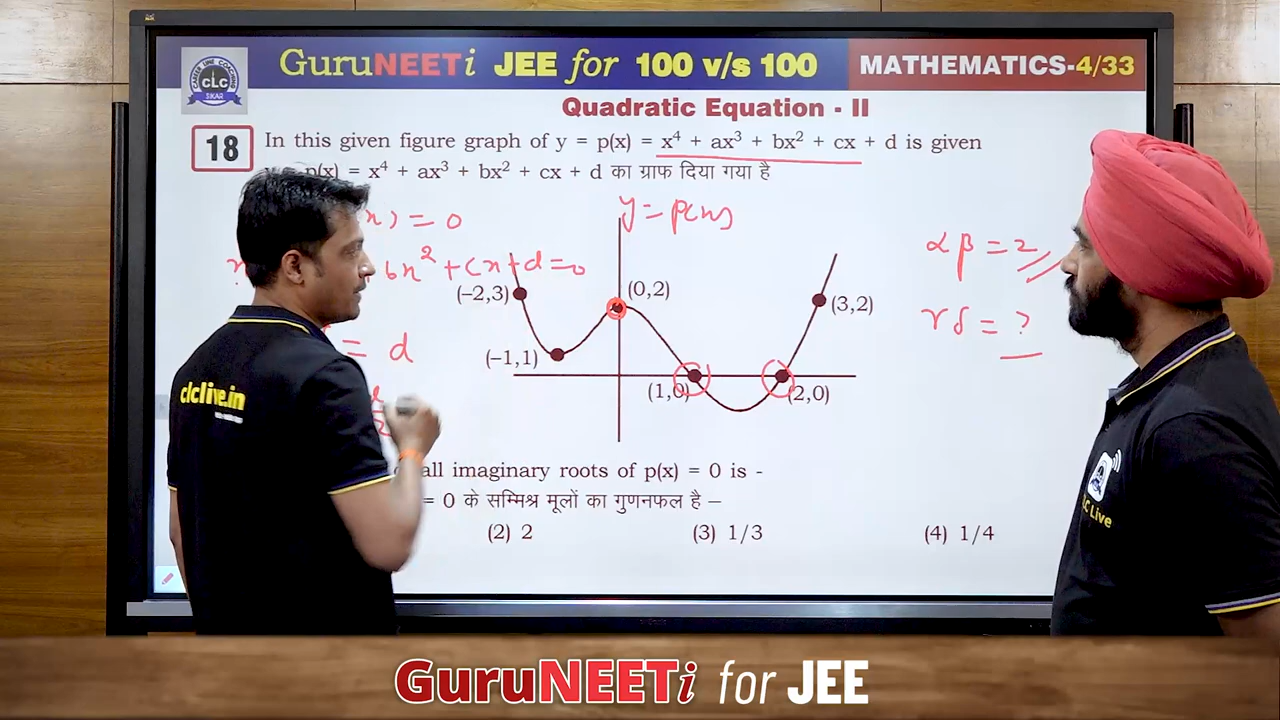 GuruNEETi JEE for 100 v/s 100
MATHEMATICS-4/33
CLC
SIKAR
Quadratic Equation - II
18
In this given figure graph of y = p(x) = x⁴ + ax³ + bx² + cx + d is given
p(x) = x⁴ + ax³ + bx² + cx + d का ग्राफ दिया गया है
) = 0
y = p(x)
bx² + cx + d = 0
αβ = 2
(−2,3)
(0,2)
(3,2)
γδ = ?
= d
(−1,1)
(1,0)
(2,0)
all imaginary roots of p(x) = 0 is -
= 0 के सम्मिश्र मूलों का गुणनफल है –
(2) 2
(3) 1/3
(4) 1/4
clclive.in
CLC Live
GuruNEETi for JEE